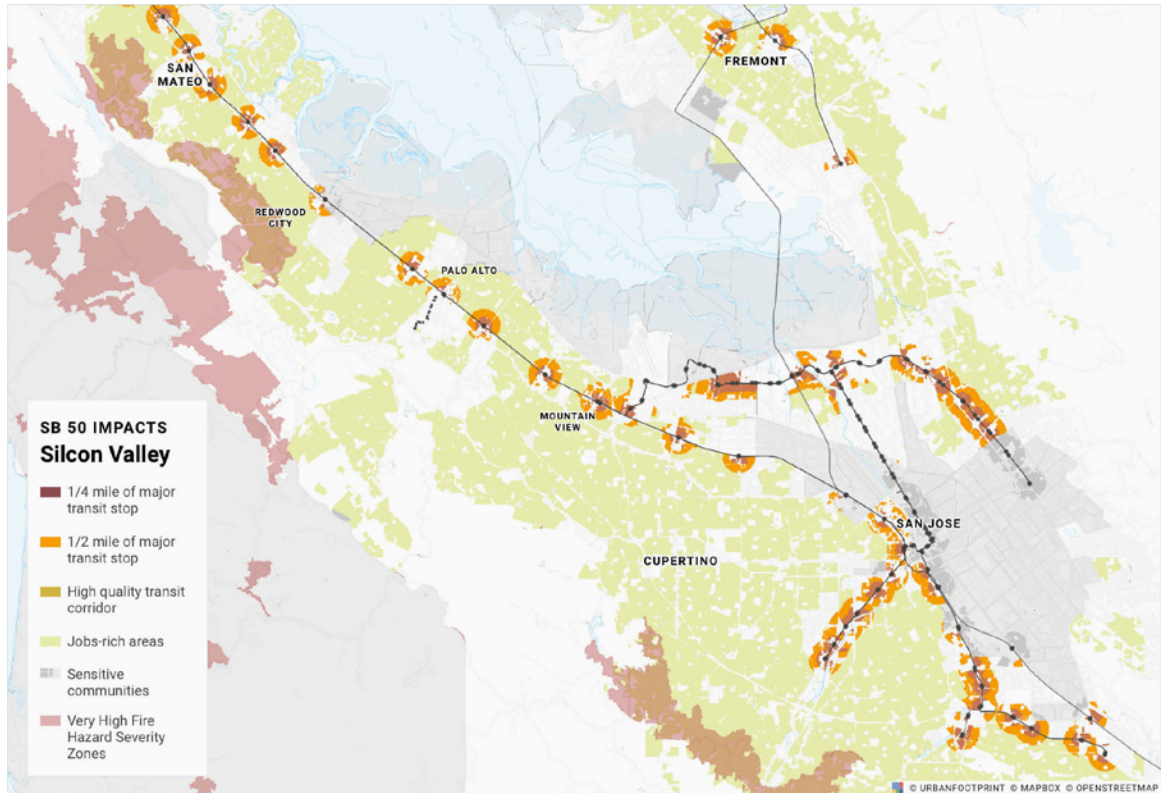 SAN
MATEO
FREMONT
REDWOOD
CITY
PALO ALTO
MOUNTAIN
VIEW
SAN JOSE
CUPERTINO
SB 50 IMPACTS
Silcon Valley
1/4 mile of major
transit stop
1/2 mile of major
transit stop
High quality transit
corridor
Jobs-rich areas
Sensitive
communities
Very High Fire
Hazard Severity
Zones
© URBANFOOTPRINT © MAPBOX © OPENSTREETMAP